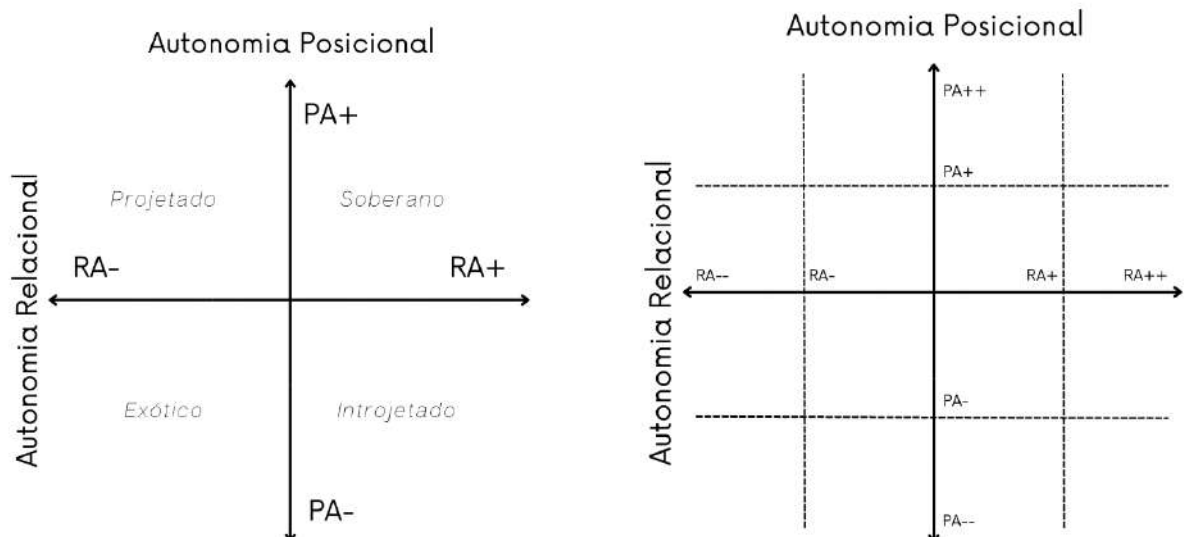 Autonomia Posicional
PA+
Projetado
Soberano
RA-
RA+
Autonomia Relacional
Exótico
Introjetado
PA-
Autonomia Posicional
PA++
PA+
RA--
RA-
RA+
RA++
Autonomia Relacional
PA-
PA--